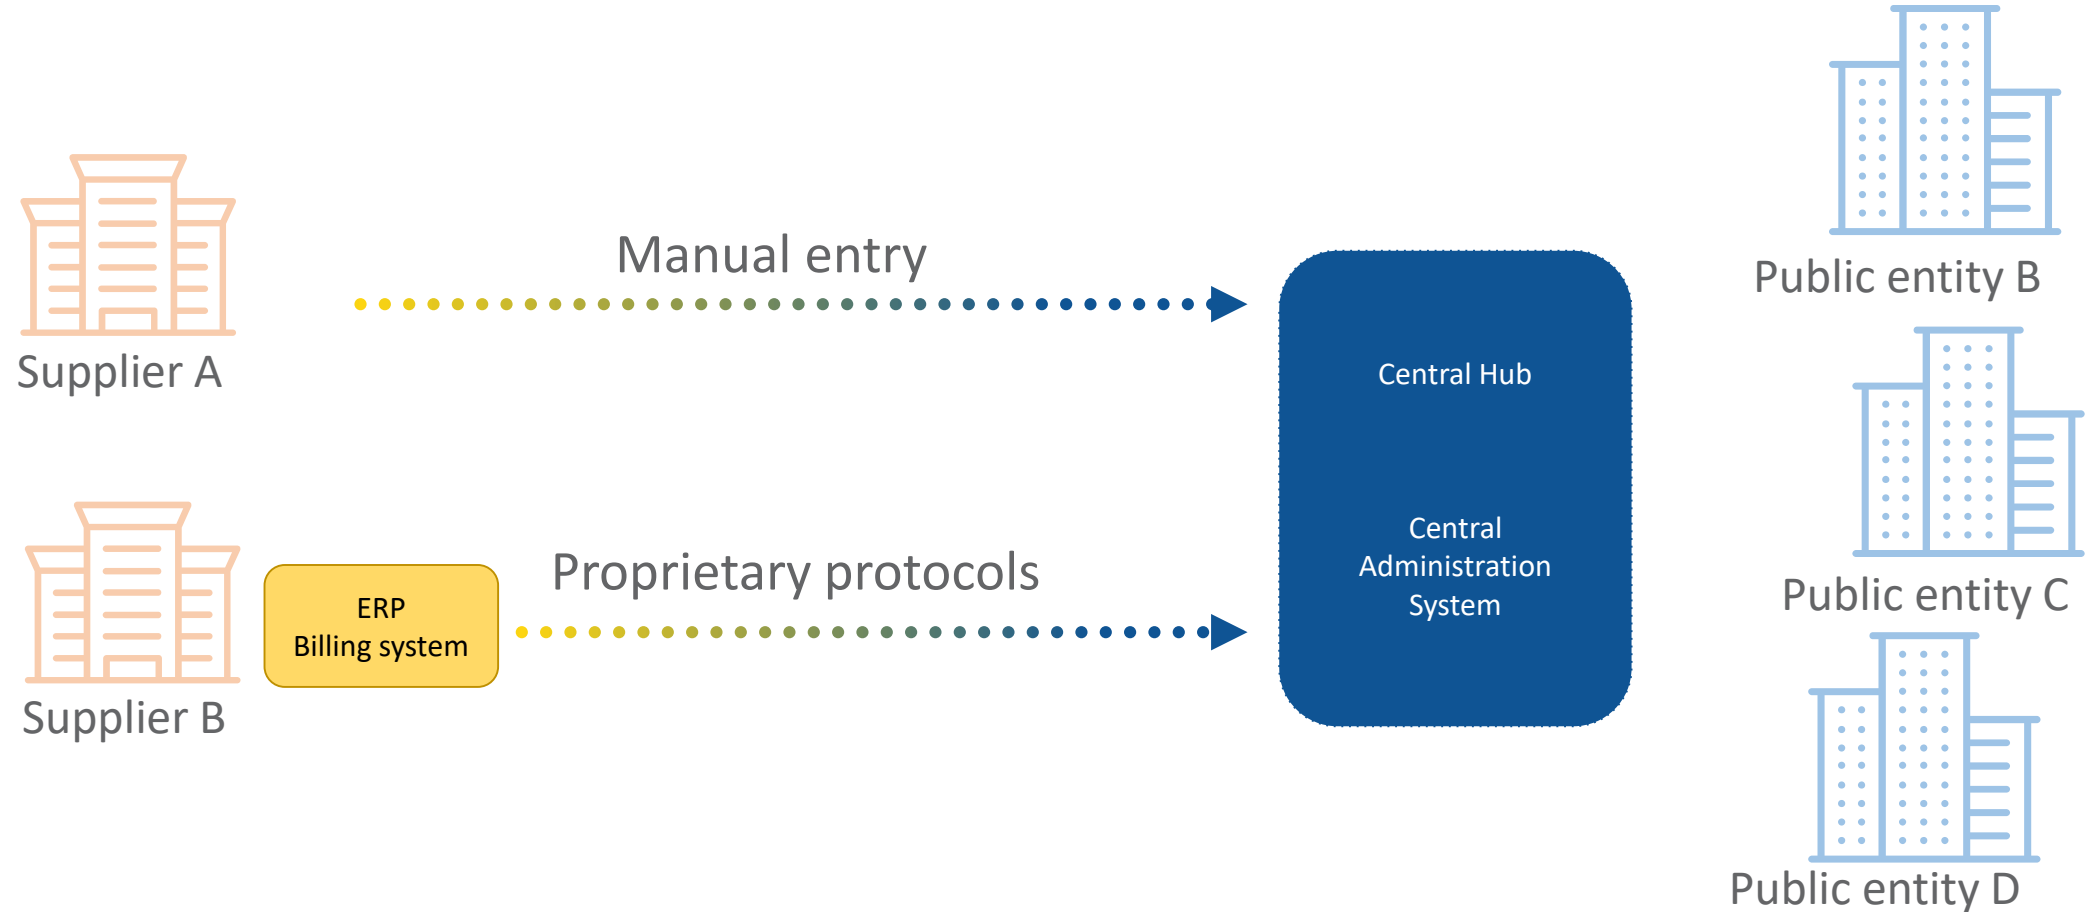 Manual entry
Supplier A
Proprietary protocols
ERP
Billing system
Supplier B
Central Hub
Central
Administration
System
Public entity B
Public entity C
Public entity D